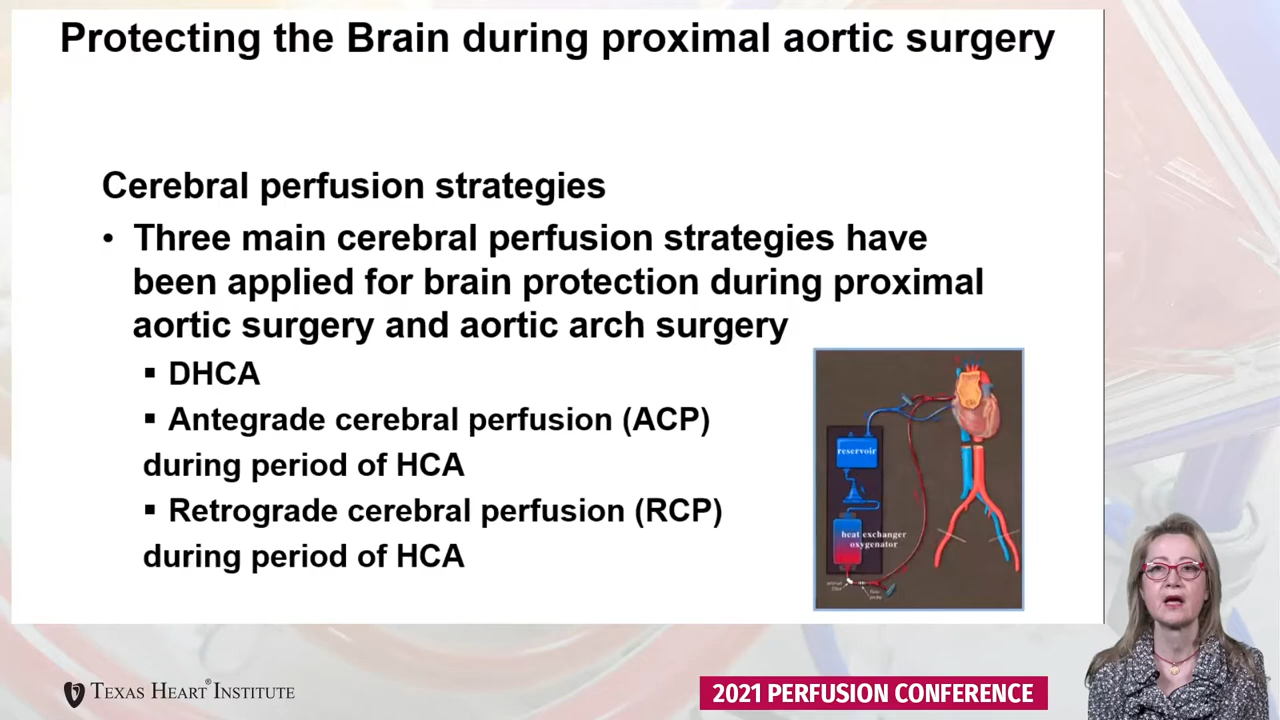 Protecting the Brain during proximal aortic surgery
Cerebral perfusion strategies
• Three main cerebral perfusion strategies have
been applied for brain protection during proximal
aortic surgery and aortic arch surgery
▪ DHCA
▪ Antegrade cerebral perfusion (ACP)
during period of HCA
▪ Retrograde cerebral perfusion (RCP)
during period of HCA
reservoir
heat exchanger
oxygenator
TEXAS HEART® INSTITUTE
2021 PERFUSION CONFERENCE